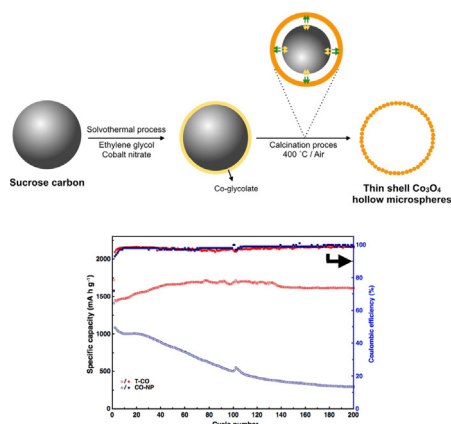 Solvothermal process
Ethylene glycol
Cobalt nitrate
Calcination proces
400 ˚C / Air
Sucrose carbon
Co-glycolate
Thin shell Co₃O₄
hollow microspheres
Specific capacity (mA h g⁻¹)
2000
1500
1000
500
0
T-CO
CO-NP
0 20 40 60 80 100 120 140 160 180 200
Cycle number
100
80
60
40
20
0
Coulombic efficiency (%)